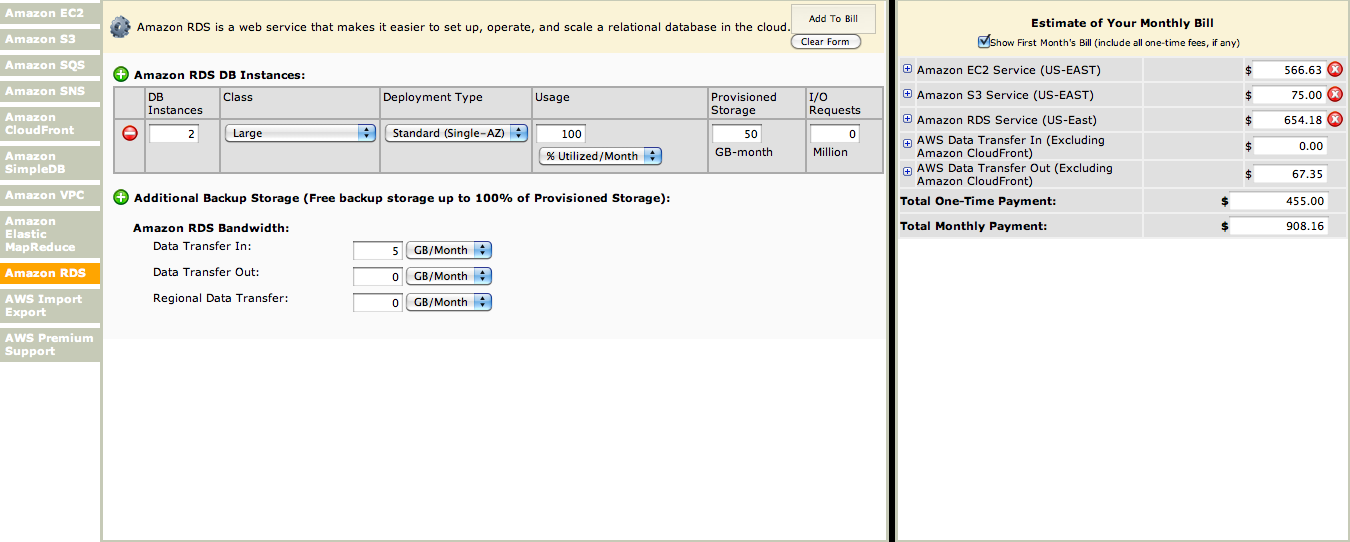 Amazon EC2
Amazon S3
Amazon SQS
Amazon SNS
Amazon
CloudFront
Amazon
SimpleDB
Amazon VPC
Amazon
Elastic
MapReduce
Amazon RDS
AWS Import
Export
AWS Premium
Support
Amazon RDS is a web service that makes it easier to set up, operate, and scale a relational database in the cloud.
Add To Bill
Clear Form
Amazon RDS DB Instances:
DB
Instances
Class
Deployment Type
Usage
Provisioned
Storage
I/O
Requests
2
Large
Standard (Single-AZ)
100
% Utilized/Month
50
GB-month
0
Million
Additional Backup Storage (Free backup storage up to 100% of Provisioned Storage):
Amazon RDS Bandwidth:
Data Transfer In: 5 GB/Month
Data Transfer Out: 0 GB/Month
Regional Data Transfer: 0 GB/Month
Estimate of Your Monthly Bill
Show First Month's Bill (include all one-time fees, if any)
Amazon EC2 Service (US-EAST) $ 566.63
Amazon S3 Service (US-EAST) $ 75.00
Amazon RDS Service (US-East) $ 654.18
AWS Data Transfer In (Excluding
Amazon CloudFront) $ 0.00
AWS Data Transfer Out (Excluding
Amazon CloudFront) $ 67.35
Total One-Time Payment: $ 455.00
Total Monthly Payment: $ 908.16